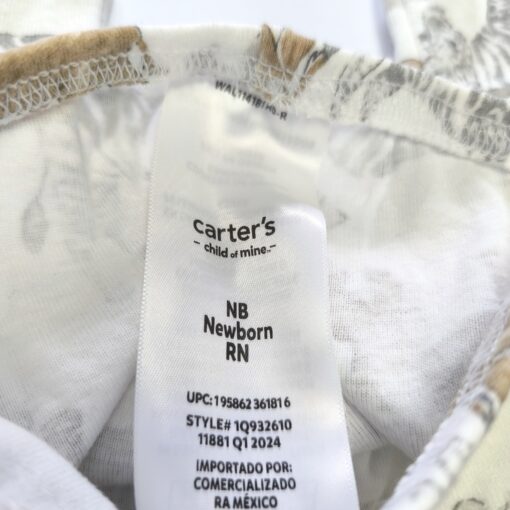 carter's
- child of mine™ -
NB
Newborn
RN
UPC: 195862 361816
STYLE# 1Q932610
11881 Q1 2024
IMPORTADO POR:
COMERCIALIZADO
RA MÉXICO